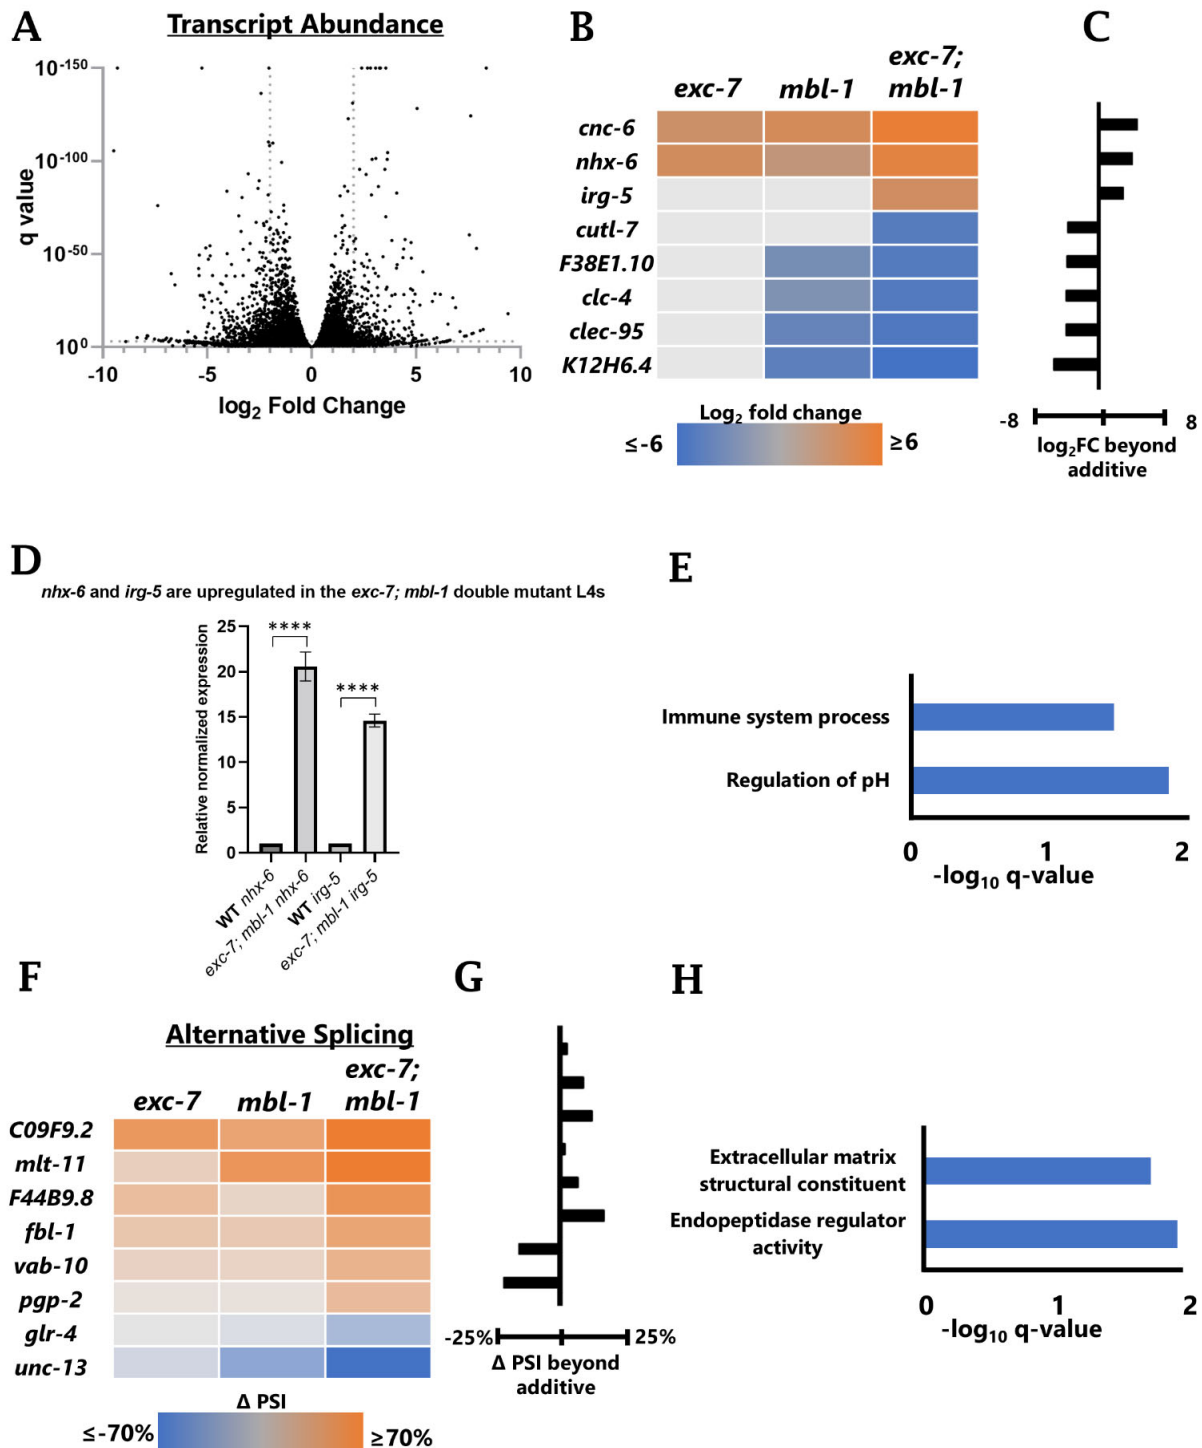 A
Transcript Abundance
q value
10-150
10-100
10-50
100
-10
-5
0
5
10
log2 Fold Change
B
exc-7
mbl-1
exc-7;
mbl-1
cnc-6
nhx-6
irg-5
cutl-7
F38E1.10
clc-4
clec-95
K12H6.4
Log2 fold change
≤-6
≥6
C
-8
8
log2FC beyond
additive
D
nhx-6 and irg-5 are upregulated in the exc-7; mbl-1 double mutant L4s
Relative normalized expression
25
20
15
10
5
0
****
****
WT nhx-6
exc-7; mbl-1 nhx-6
WT irg-5
exc-7; mbl-1 irg-5
E
Immune system process
Regulation of pH
0
1
2
-log10 q-value
F
Alternative Splicing
exc-7
mbl-1
exc-7;
mbl-1
C09F9.2
mlt-11
F44B9.8
fbl-1
vab-10
pgp-2
glr-4
unc-13
Δ PSI
≤-70%
≥70%
G
-25%
25%
Δ PSI beyond
additive
H
Extracellular matrix
structural constituent
Endopeptidase regulator
activity
0
1
2
-log10 q-value